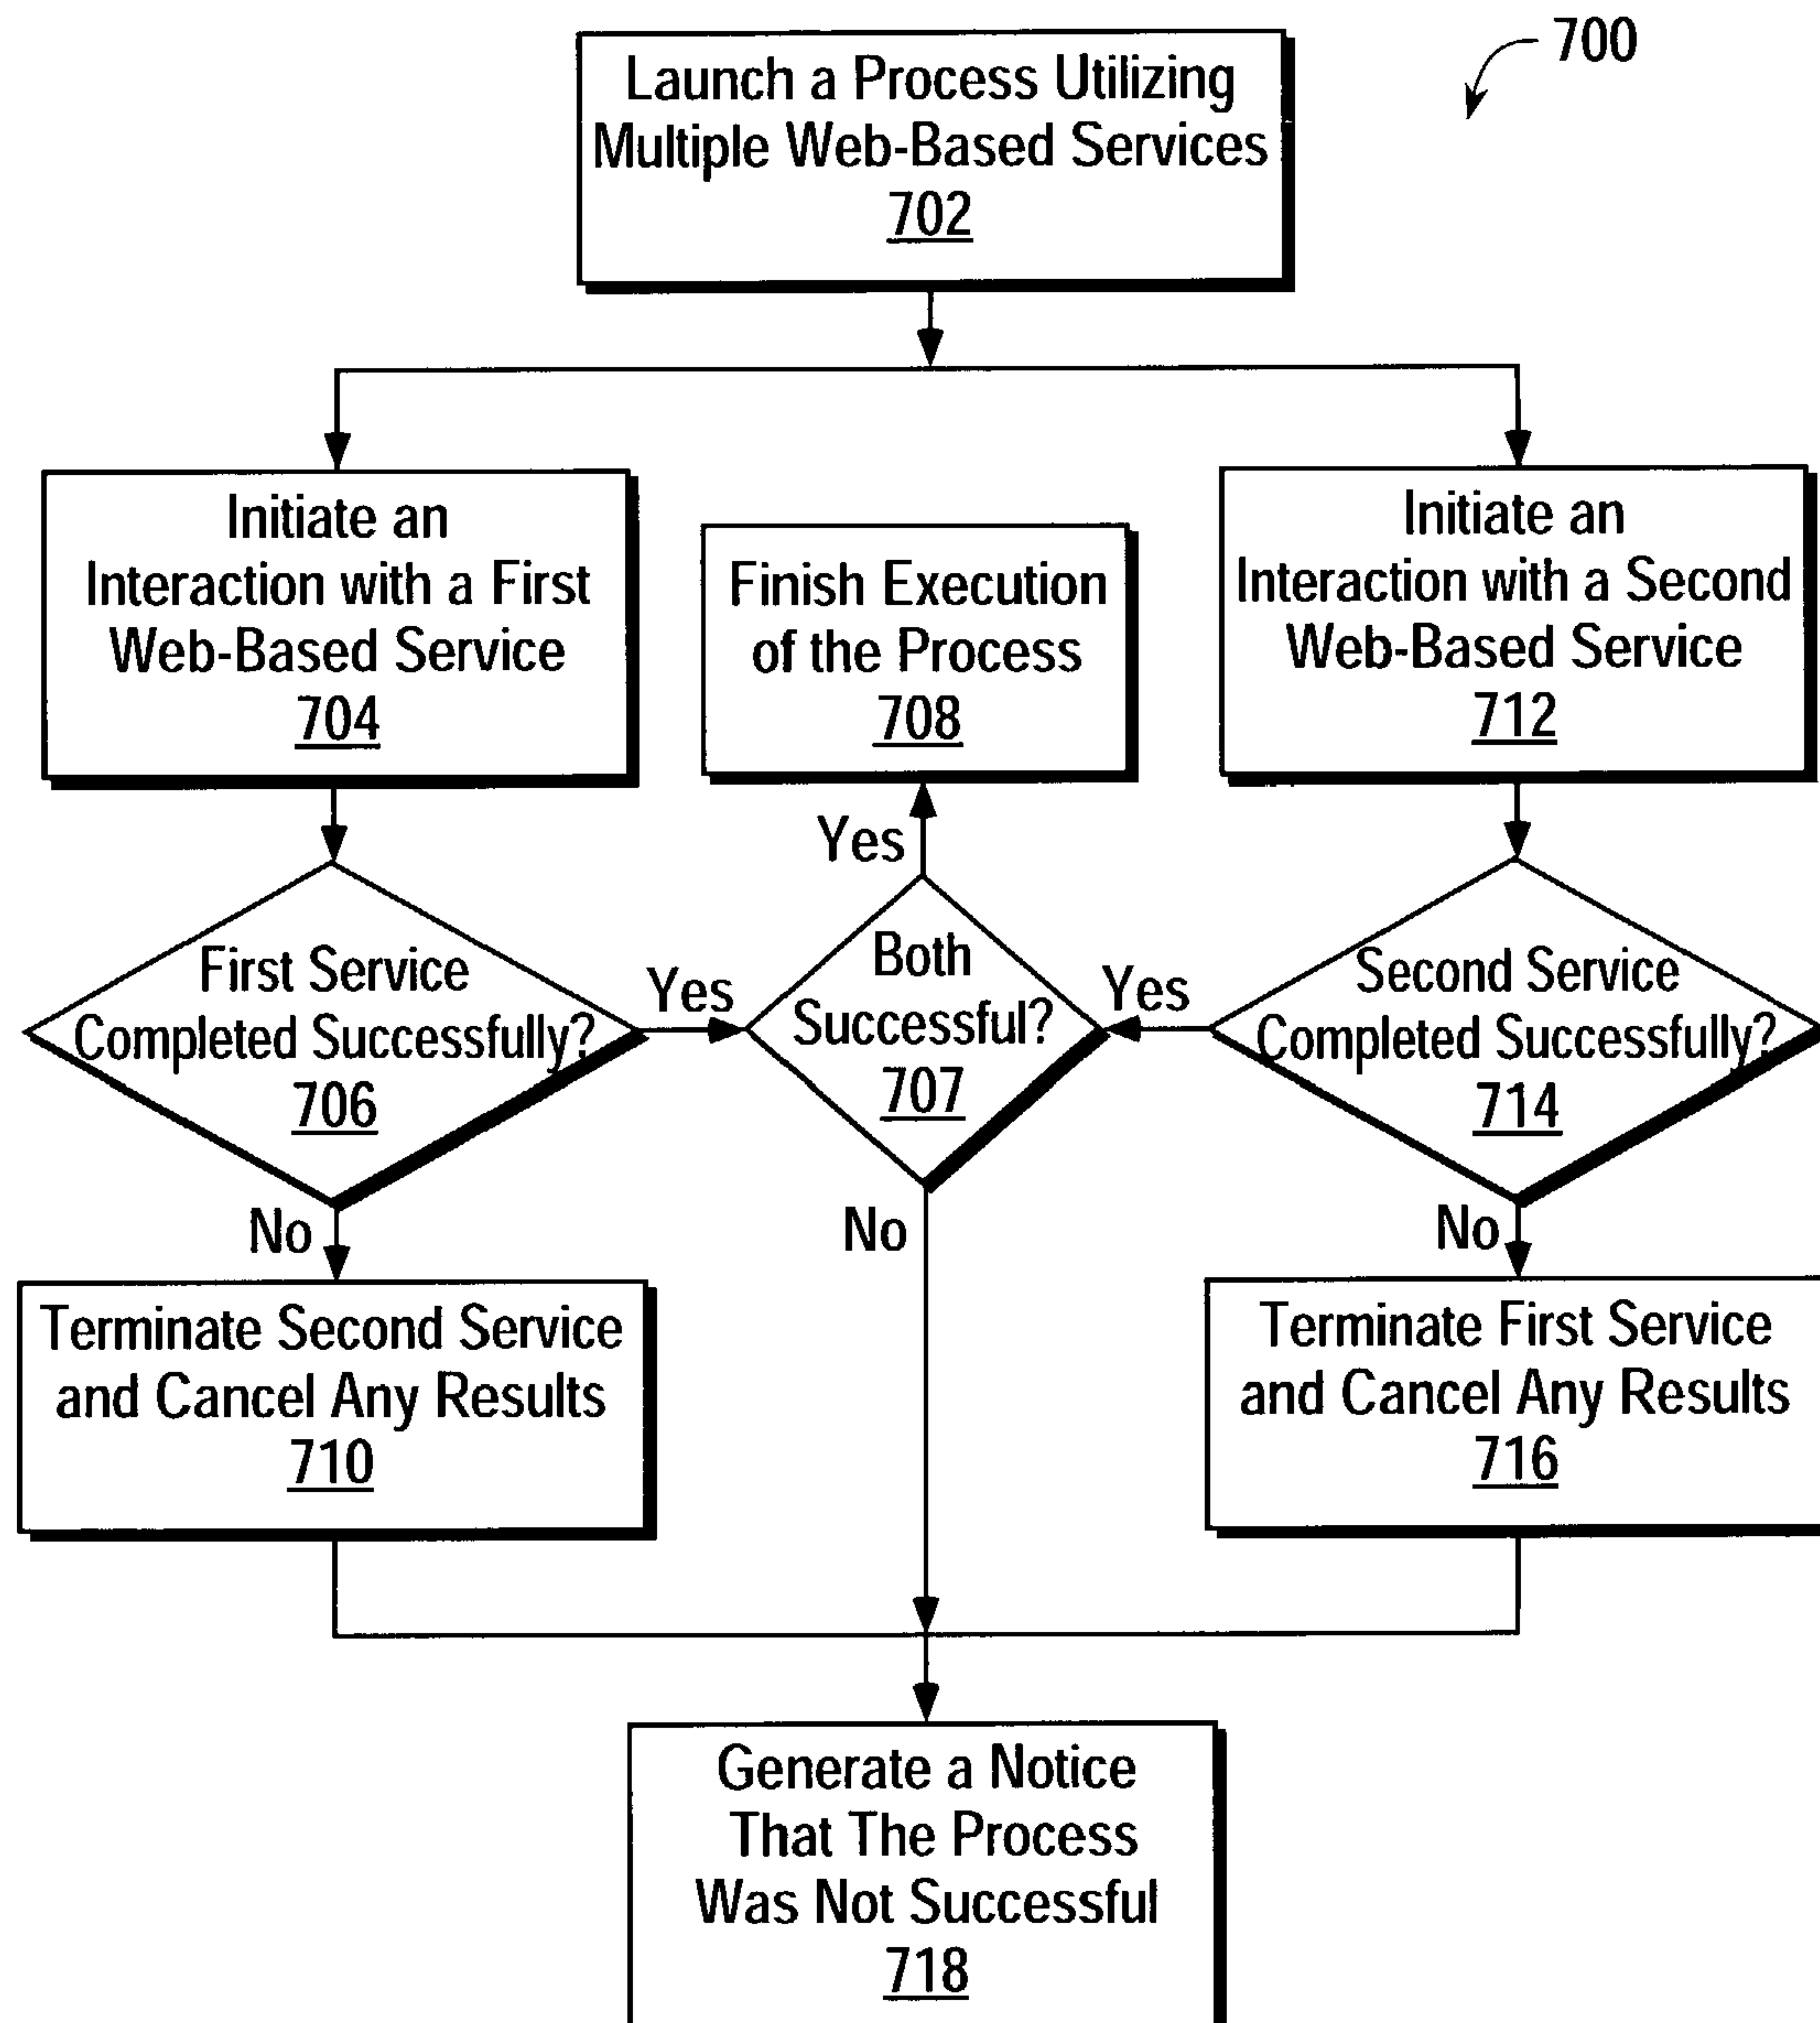 700
Launch a Process Utilizing
Multiple Web-Based Services
702
Initiate an
Interaction with a First
Web-Based Service
704
Finish Execution
of the Process
708
Initiate an
Interaction with a Second
Web-Based Service
712
Yes
First Service
Completed Successfully?
706
Yes
Both
Successful?
707
Yes
Second Service
Completed Successfully?
714
No
No
No
Terminate Second Service
and Cancel Any Results
710
Terminate First Service
and Cancel Any Results
716
Generate a Notice
That The Process
Was Not Successful
718